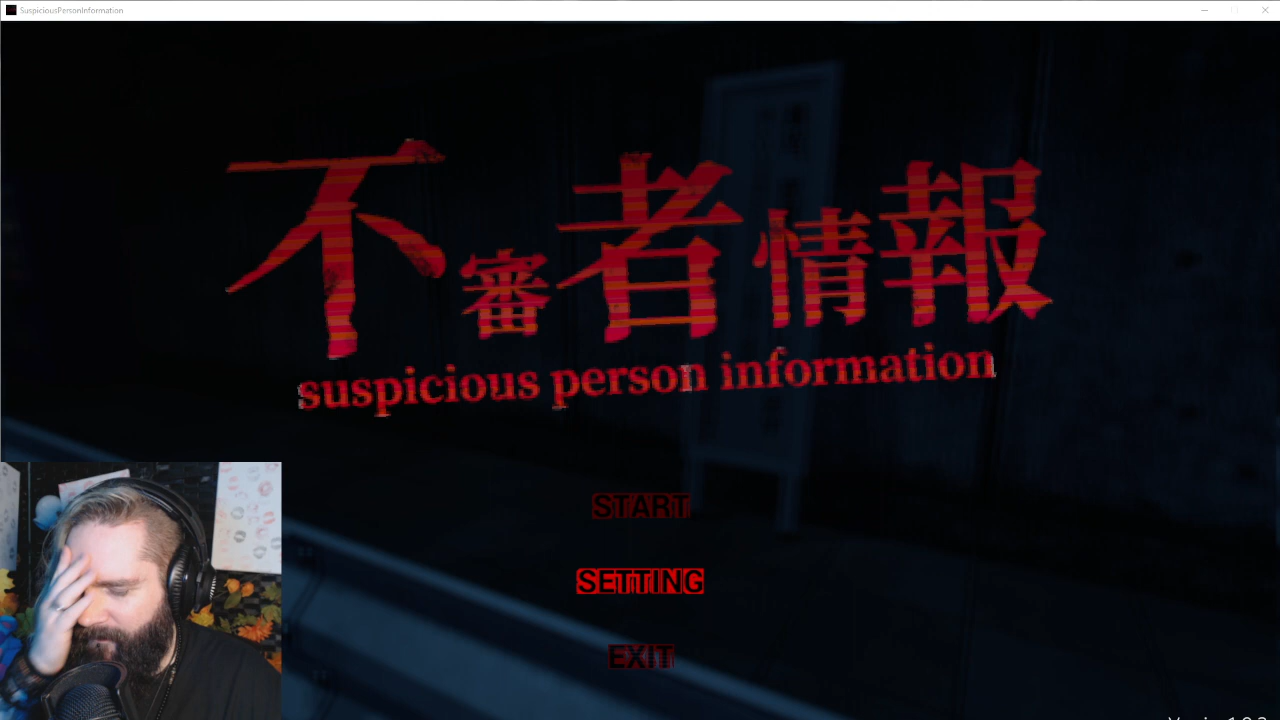 SuspiciousPersonInformation
不審者情報
suspicious person information
START
SETTING
EXIT